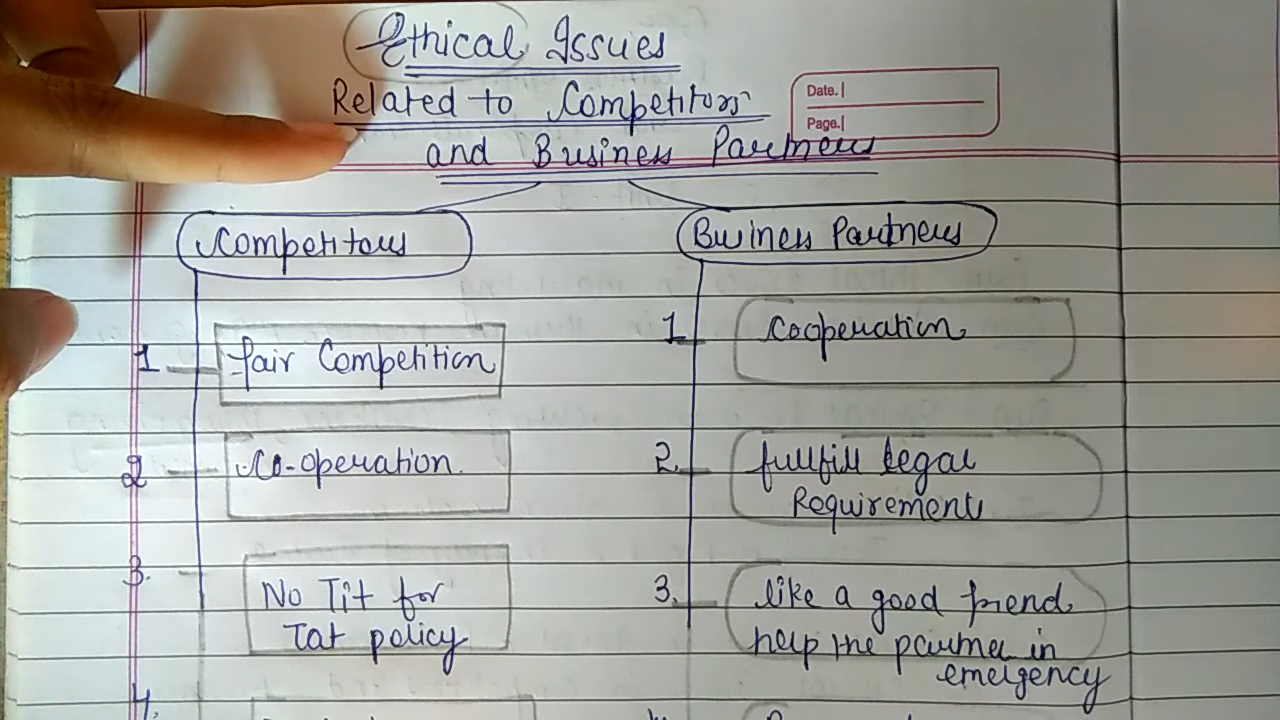 Ethical Issues
Related to Competitors
and Business Partners
Date.
Page.
Competitors
Business Partners
1 fair Competition
2 Co-operation.
3. No Tit for
Tat policy
4.
1. Cooperation
2. fullfill legal
Requirement
3. like a good friend
help the partner in
emergency